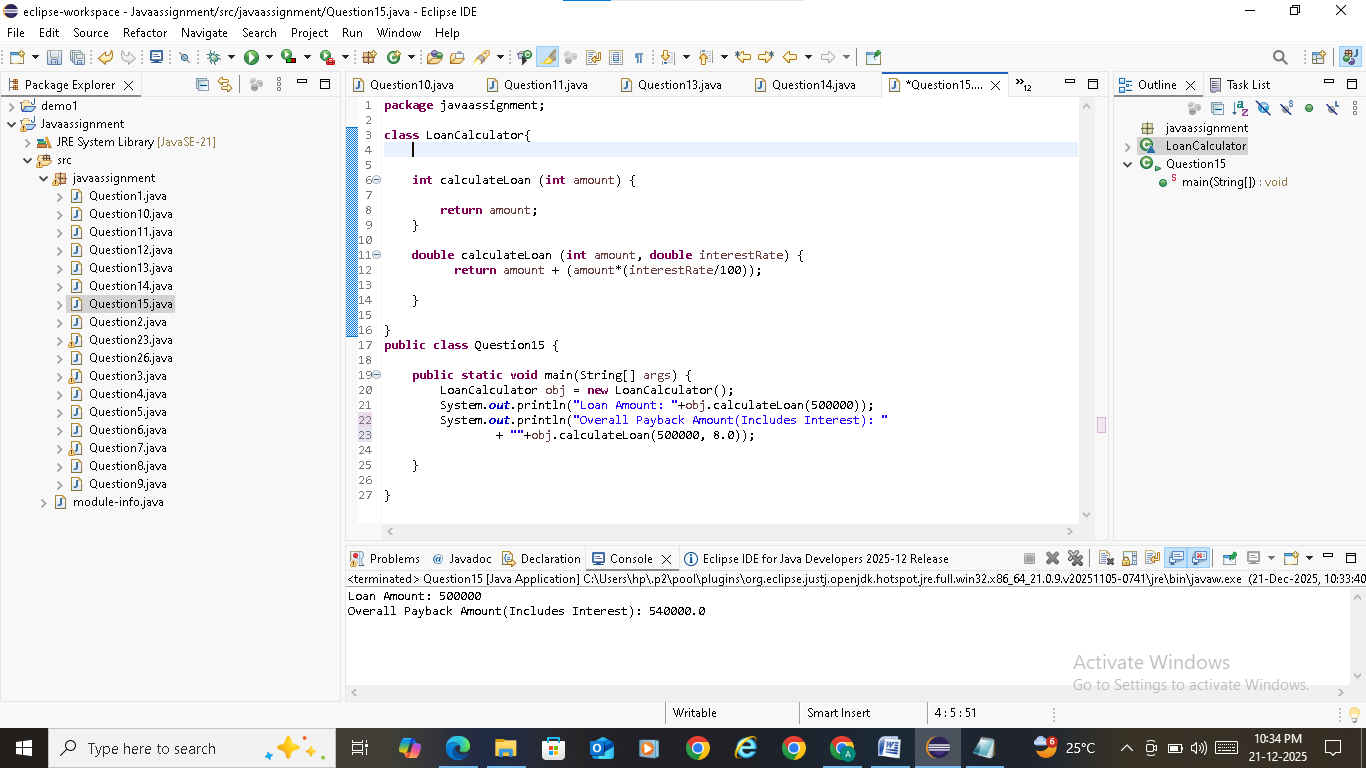 eclipse-workspace - Javaassignment/src/javaassignment/Question15.java - Eclipse IDE
File Edit Source Refactor Navigate Search Project Run Window Help
Package Explorer
demo1
Javaassignment
JRE System Library [JavaSE-21]
src
javaassignment
Question1.java
Question10.java
Question11.java
Question12.java
Question13.java
Question14.java
Question15.java
Question2.java
Question23.java
Question26.java
Question3.java
Question4.java
Question5.java
Question6.java
Question7.java
Question8.java
Question9.java
module-info.java
Question10.java Question11.java Question13.java Question14.java *Question15.... »12
1 package javaassignment;
2
3 class LoanCalculator{
4
5
6 int calculateLoan (int amount) {
7
8 return amount;
9 }
10
11 double calculateLoan (int amount, double interestRate) {
12 return amount + (amount*(interestRate/100));
13
14 }
15
16 }
17 public class Question15 {
18
19 public static void main(String[] args) {
20 LoanCalculator obj = new LoanCalculator();
21 System.out.println("Loan Amount: "+obj.calculateLoan(500000));
22 System.out.println("Overall Payback Amount(Includes Interest): "
23 + ""+obj.calculateLoan(500000, 8.0));
24
25 }
26
27 }
Outline Task List
javaassignment
LoanCalculator
Question15
main(String[]) : void
Problems Javadoc Declaration Console Eclipse IDE for Java Developers 2025-12 Release
<terminated> Question15 [Java Application] C:\Users\hp\.p2\pool\plugins\org.eclipse.justj.openjdk.hotspot.jre.full.win32.x86_64_21.0.9.v20251105-0741\jre\bin\javaw.exe (21-Dec-2025, 10:33:40
Loan Amount: 500000
Overall Payback Amount(Includes Interest): 540000.0
Activate Windows
Go to Settings to activate Windows.
Writable Smart Insert 4 : 5 : 51
Type here to search
6
25°C
10:34 PM
21-12-2025